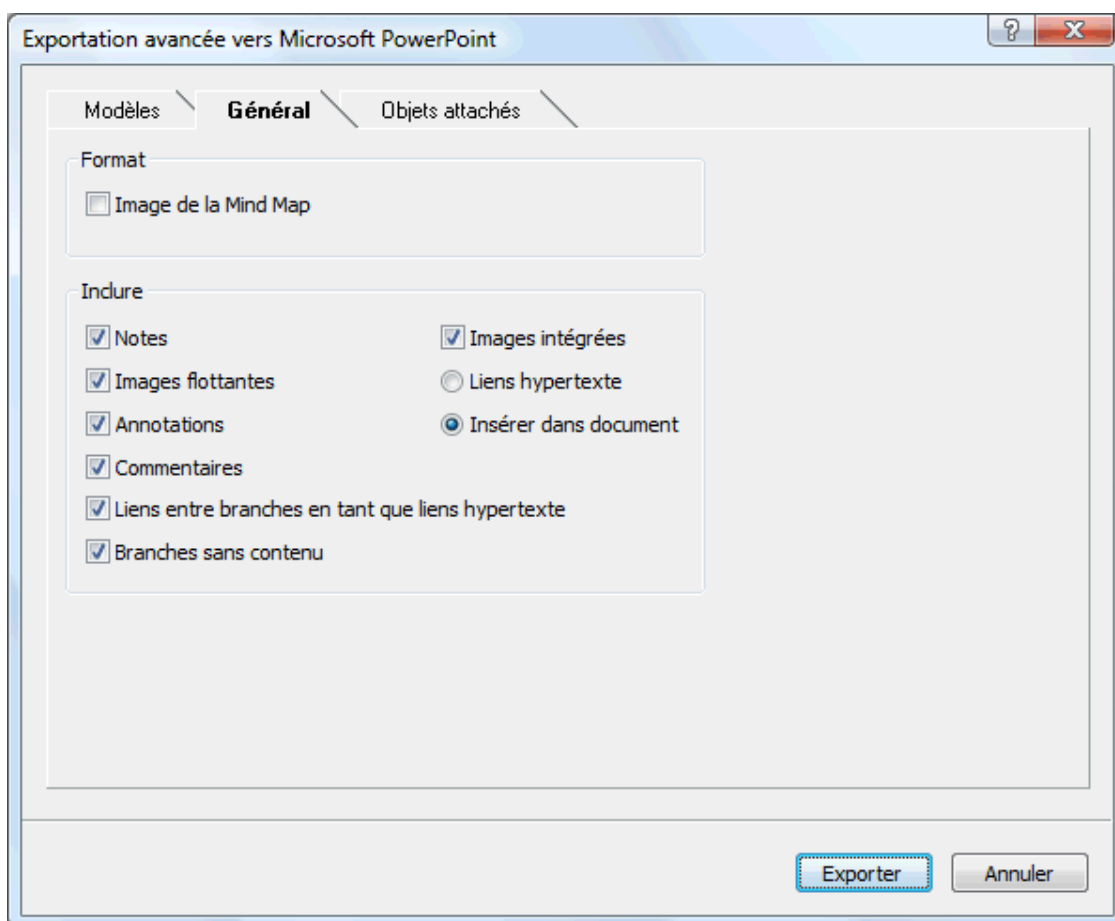 Exportation avancée vers Microsoft PowerPoint
?
Modèles Général Objets attachés
Format
Image de la Mind Map
Inclure
Notes Images intégrées
Images flottantes Liens hypertexte
Annotations Insérer dans document
Commentaires
Liens entre branches en tant que liens hypertexte
Branches sans contenu
Exporter Annuler